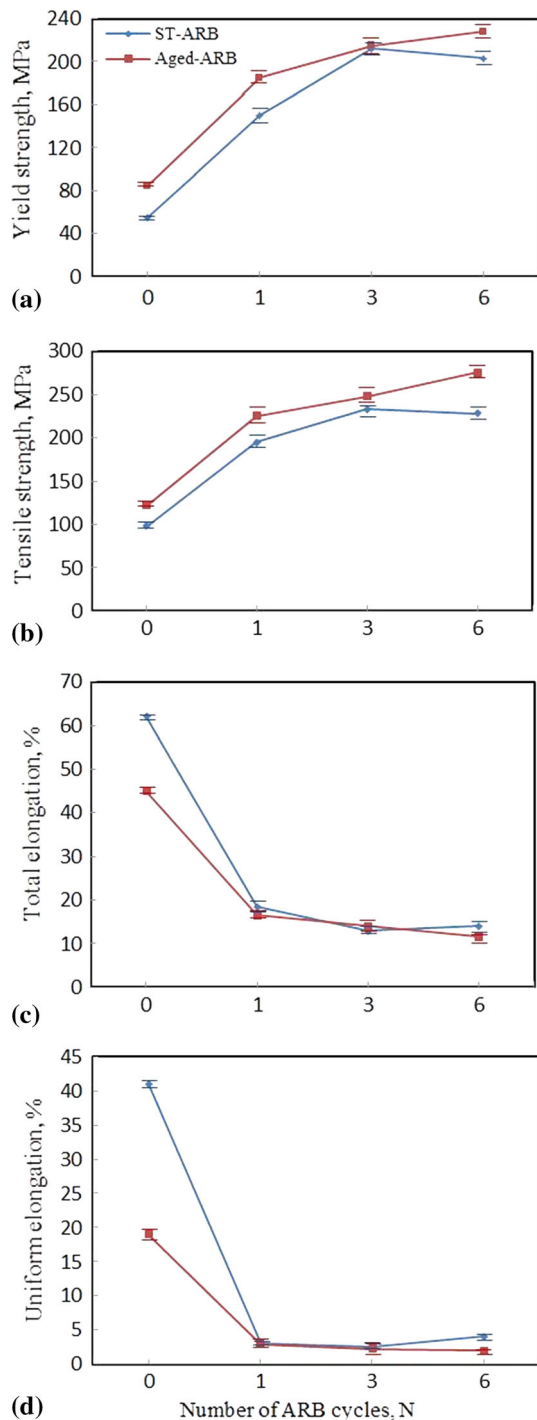 240
200
160
120
80
40
0
Yield strength, MPa
ST-ARB
Aged-ARB
0 1 3 6
(a)
300
250
200
150
100
50
0
Tensile strength, MPa
0 1 3 6
(b)
70
60
50
40
30
20
10
0
Total elongation, %
0 1 3 6
(c)
45
40
35
30
25
20
15
10
5
0
Uniform elongation, %
0 1 3 6
(d)
Number of ARB cycles, N